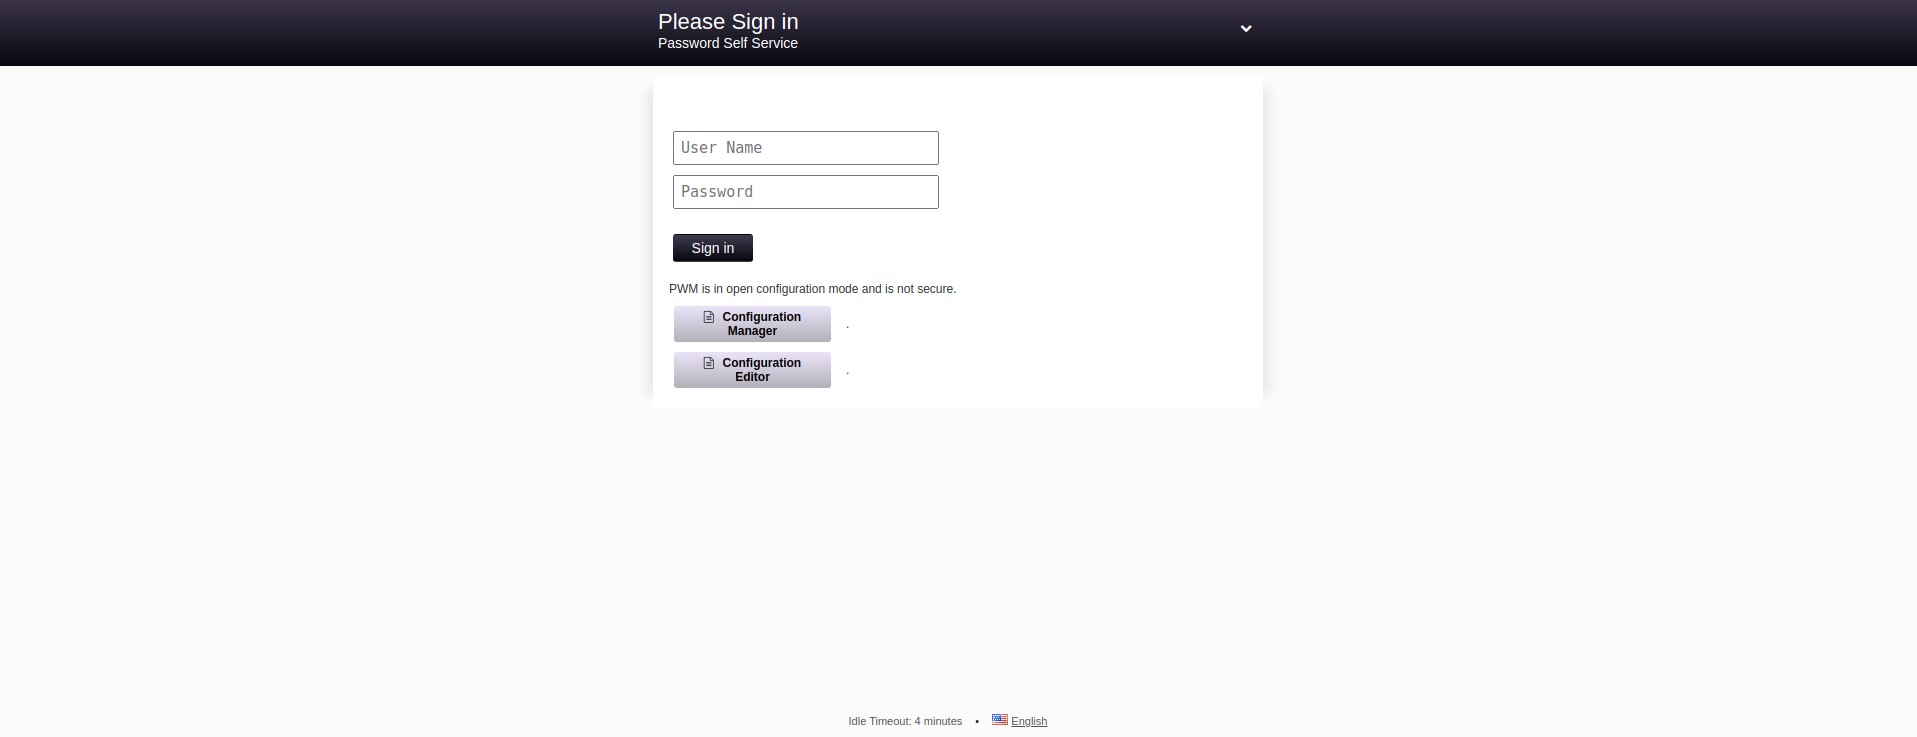 Please Sign in
Password Self Service
User Name
Password
Sign in
PWM is in open configuration mode and is not secure.
Configuration
Manager
.
Configuration
Editor
.
Idle Timeout: 4 minutes • English